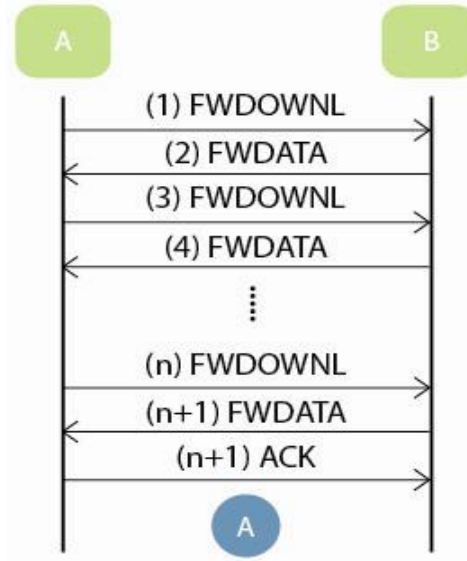 A
B
(1) FWDOWNL
(2) FWDATA
(3) FWDOWNL
(4) FWDATA
(n) FWDOWNL
(n+1) FWDATA
(n+1) ACK
A